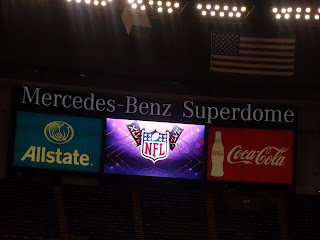 Mercedes-Benz Superdome
Allstate
NFL
Coca-Cola